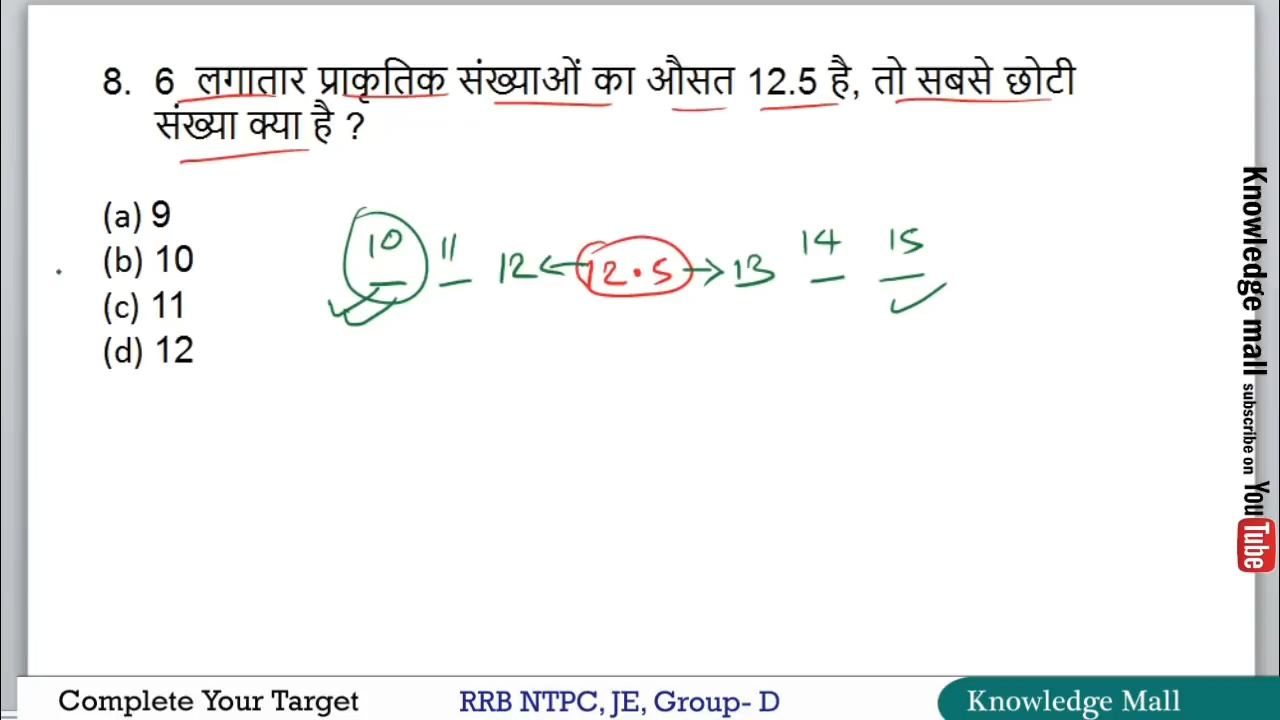 8. 6 लगातार प्राकृतिक संख्याओं का औसत 12.5 है, तो सबसे छोटी
संख्या क्या है ?
(a) 9
(b) 10
(c) 11
(d) 12
10 11 12 ← 12.5 → 13 14 15
Knowledge mall subscribe on YouTube
Complete Your Target
RRB NTPC, JE, Group- D
Knowledge Mall